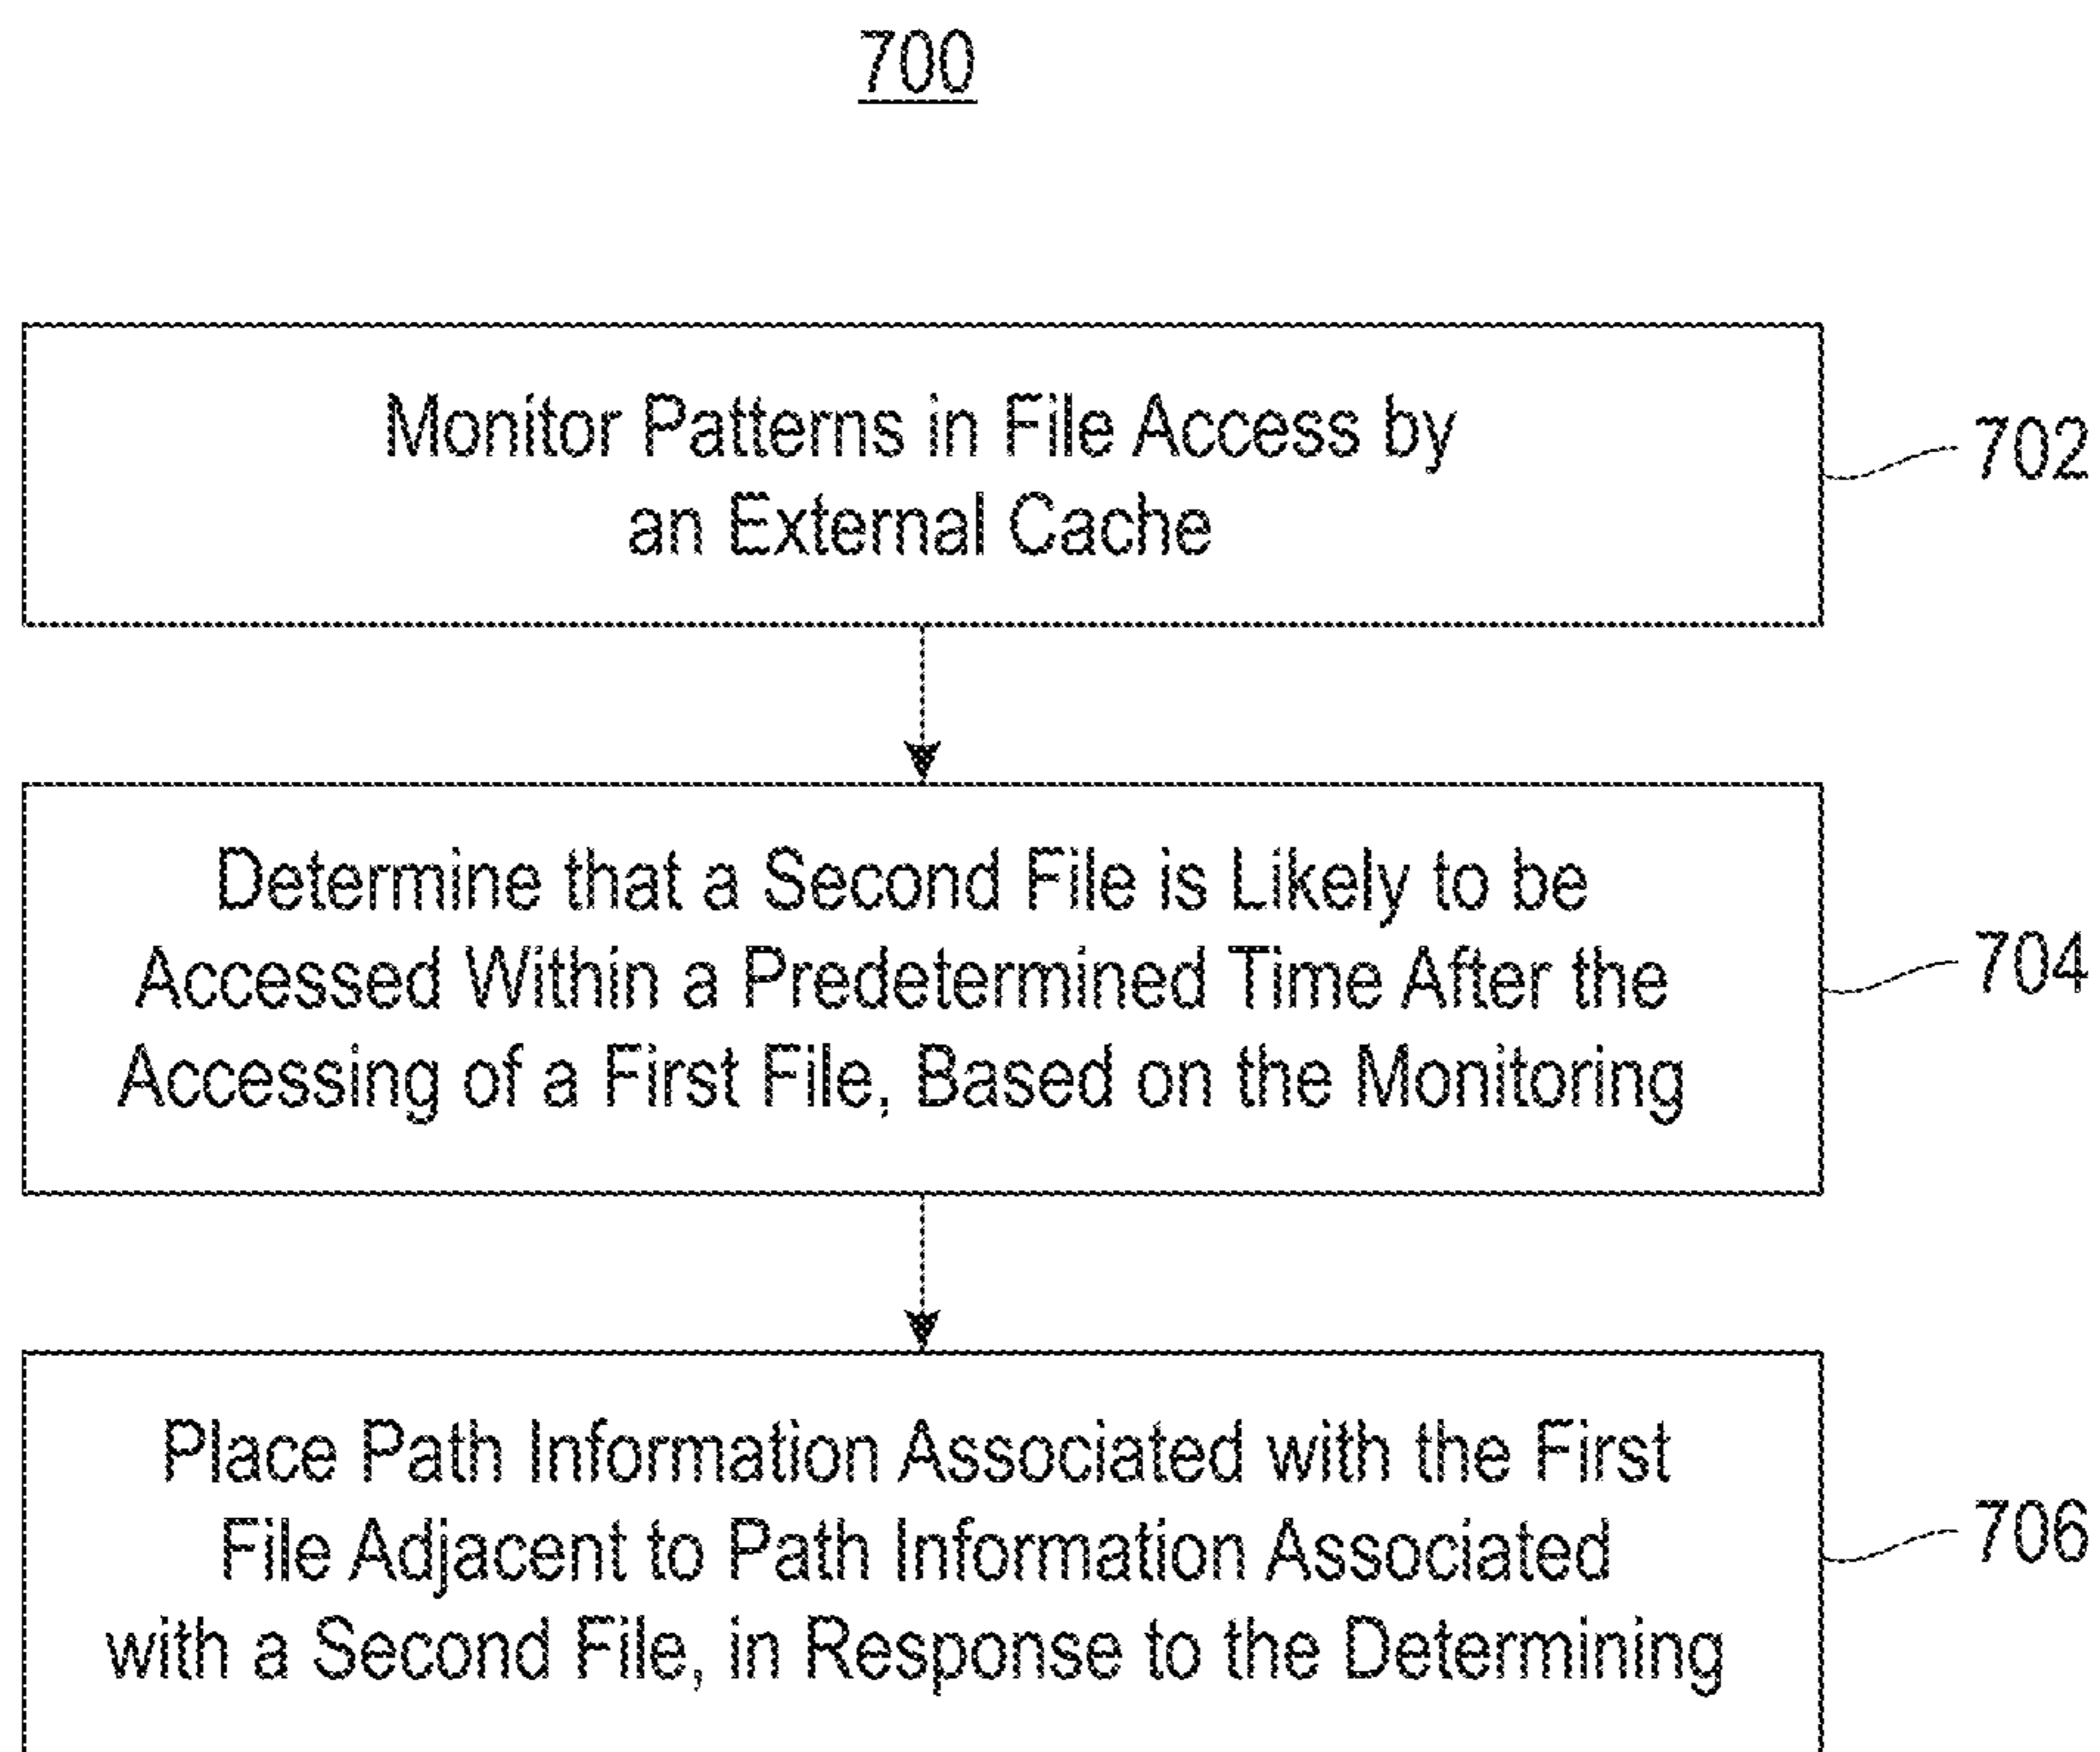 700
Monitor Patterns in File Access by
an External Cache
702
Determine that a Second File is Likely to be
Accessed Within a Predetermined Time After the
Accessing of a First File, Based on the Monitoring
704
Place Path Information Associated with the First
File Adjacent to Path Information Associated
with a Second File, in Response to the Determining
706